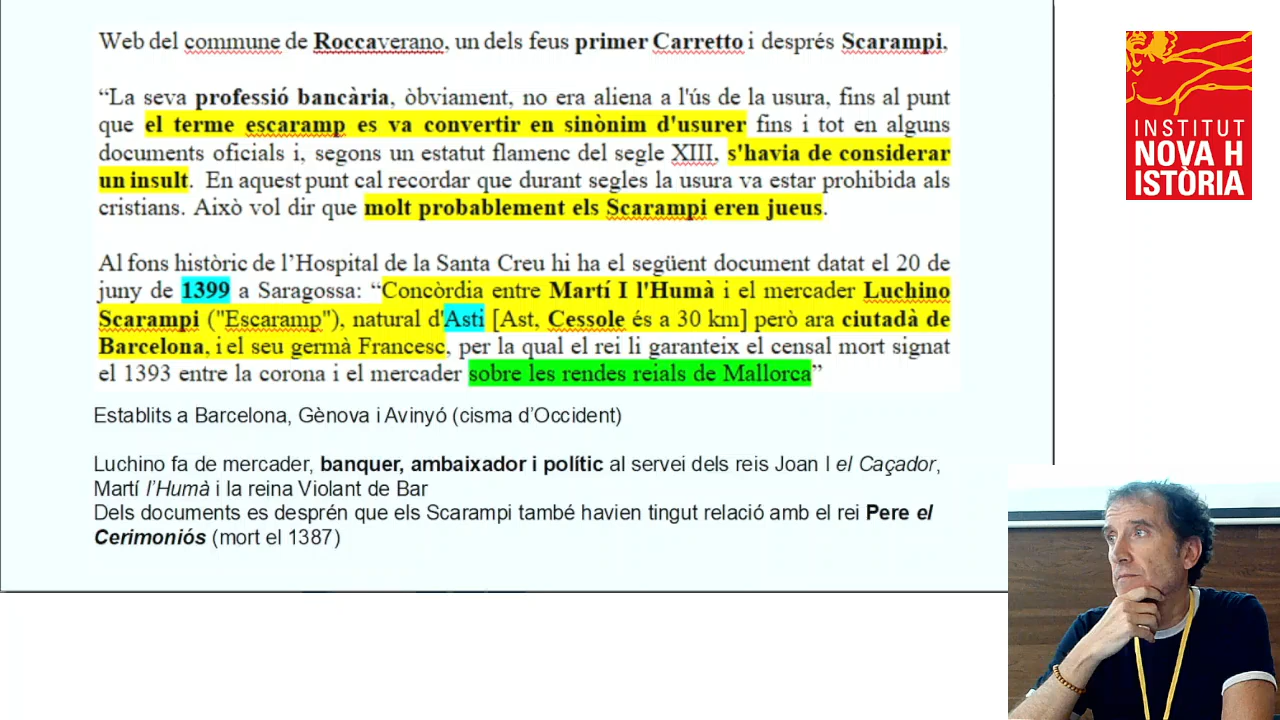 Web del commune de Roccaverano, un dels feus primer Carretto i després Scarampi,
“La seva professió bancària, òbviament, no era aliena a l'ús de la usura, fins al punt
que el terme escaramp es va convertir en sinònim d'usurer fins i tot en alguns
documents oficials i, segons un estatut flamenc del segle XIII, s'havia de considerar
un insult. En aquest punt cal recordar que durant segles la usura va estar prohibida als
cristians. Això vol dir que molt probablement els Scarampi eren jueus.
Al fons històric de l’Hospital de la Santa Creu hi ha el següent document datat el 20 de
juny de 1399 a Saragossa: “Concòrdia entre Martí I l'Humà i el mercader Luchino
Scarampi ("Escaramp"), natural d'Asti [Ast, Cessole és a 30 km] però ara ciutadà de
Barcelona, i el seu germà Francesc, per la qual el rei li garanteix el censal mort signat
el 1393 entre la corona i el mercader sobre les rendes reials de Mallorca”
Establits a Barcelona, Gènova i Avinyó (cisma d’Occident)
Luchino fa de mercader, banquer, ambaixador i polític al servei dels reis Joan I el Caçador,
Martí l’Humà i la reina Violant de Bar
Dels documents es desprén que els Scarampi també havien tingut relació amb el rei Pere el
Cerimoniós (mort el 1387)
INSTITUT
NOVA H
ISTÒRIA